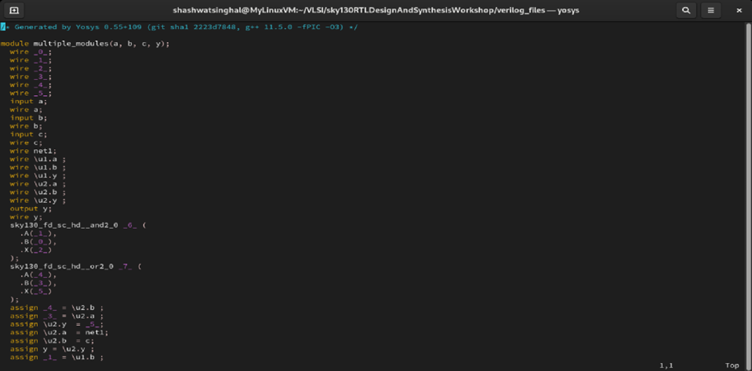 shashwatsinghal@MyLinuxVM:~/VLSI/sky130RTLDesignAndSynthesisWorkshop/verilog_files — yosys
/* Generated by Yosys 0.55+109 (git sha1 2223d7848, g++ 11.5.0 -fPIC -O3) */
module multiple_modules(a, b, c, y);
wire _0_;
wire _1_;
wire _2_;
wire _3_;
wire _4_;
wire _5_;
input a;
wire a;
input b;
wire b;
input c;
wire c;
wire net1;
wire \u1.a ;
wire \u1.b ;
wire \u1.y ;
wire \u2.a ;
wire \u2.b ;
wire \u2.y ;
output y;
wire y;
sky130_fd_sc_hd__and2_0 _6_ (
.A(_1_),
.B(_0_),
.X(_2_)
);
sky130_fd_sc_hd__or2_0 _7_ (
.A(_4_),
.B(_3_),
.X(_5_)
);
assign _4_ = \u2.b ;
assign _3_ = \u2.a ;
assign \u2.y = _5_;
assign \u2.a = net1;
assign \u2.b = c;
assign y = \u2.y ;
assign _1_ = \u1.b ;
1,1 Top